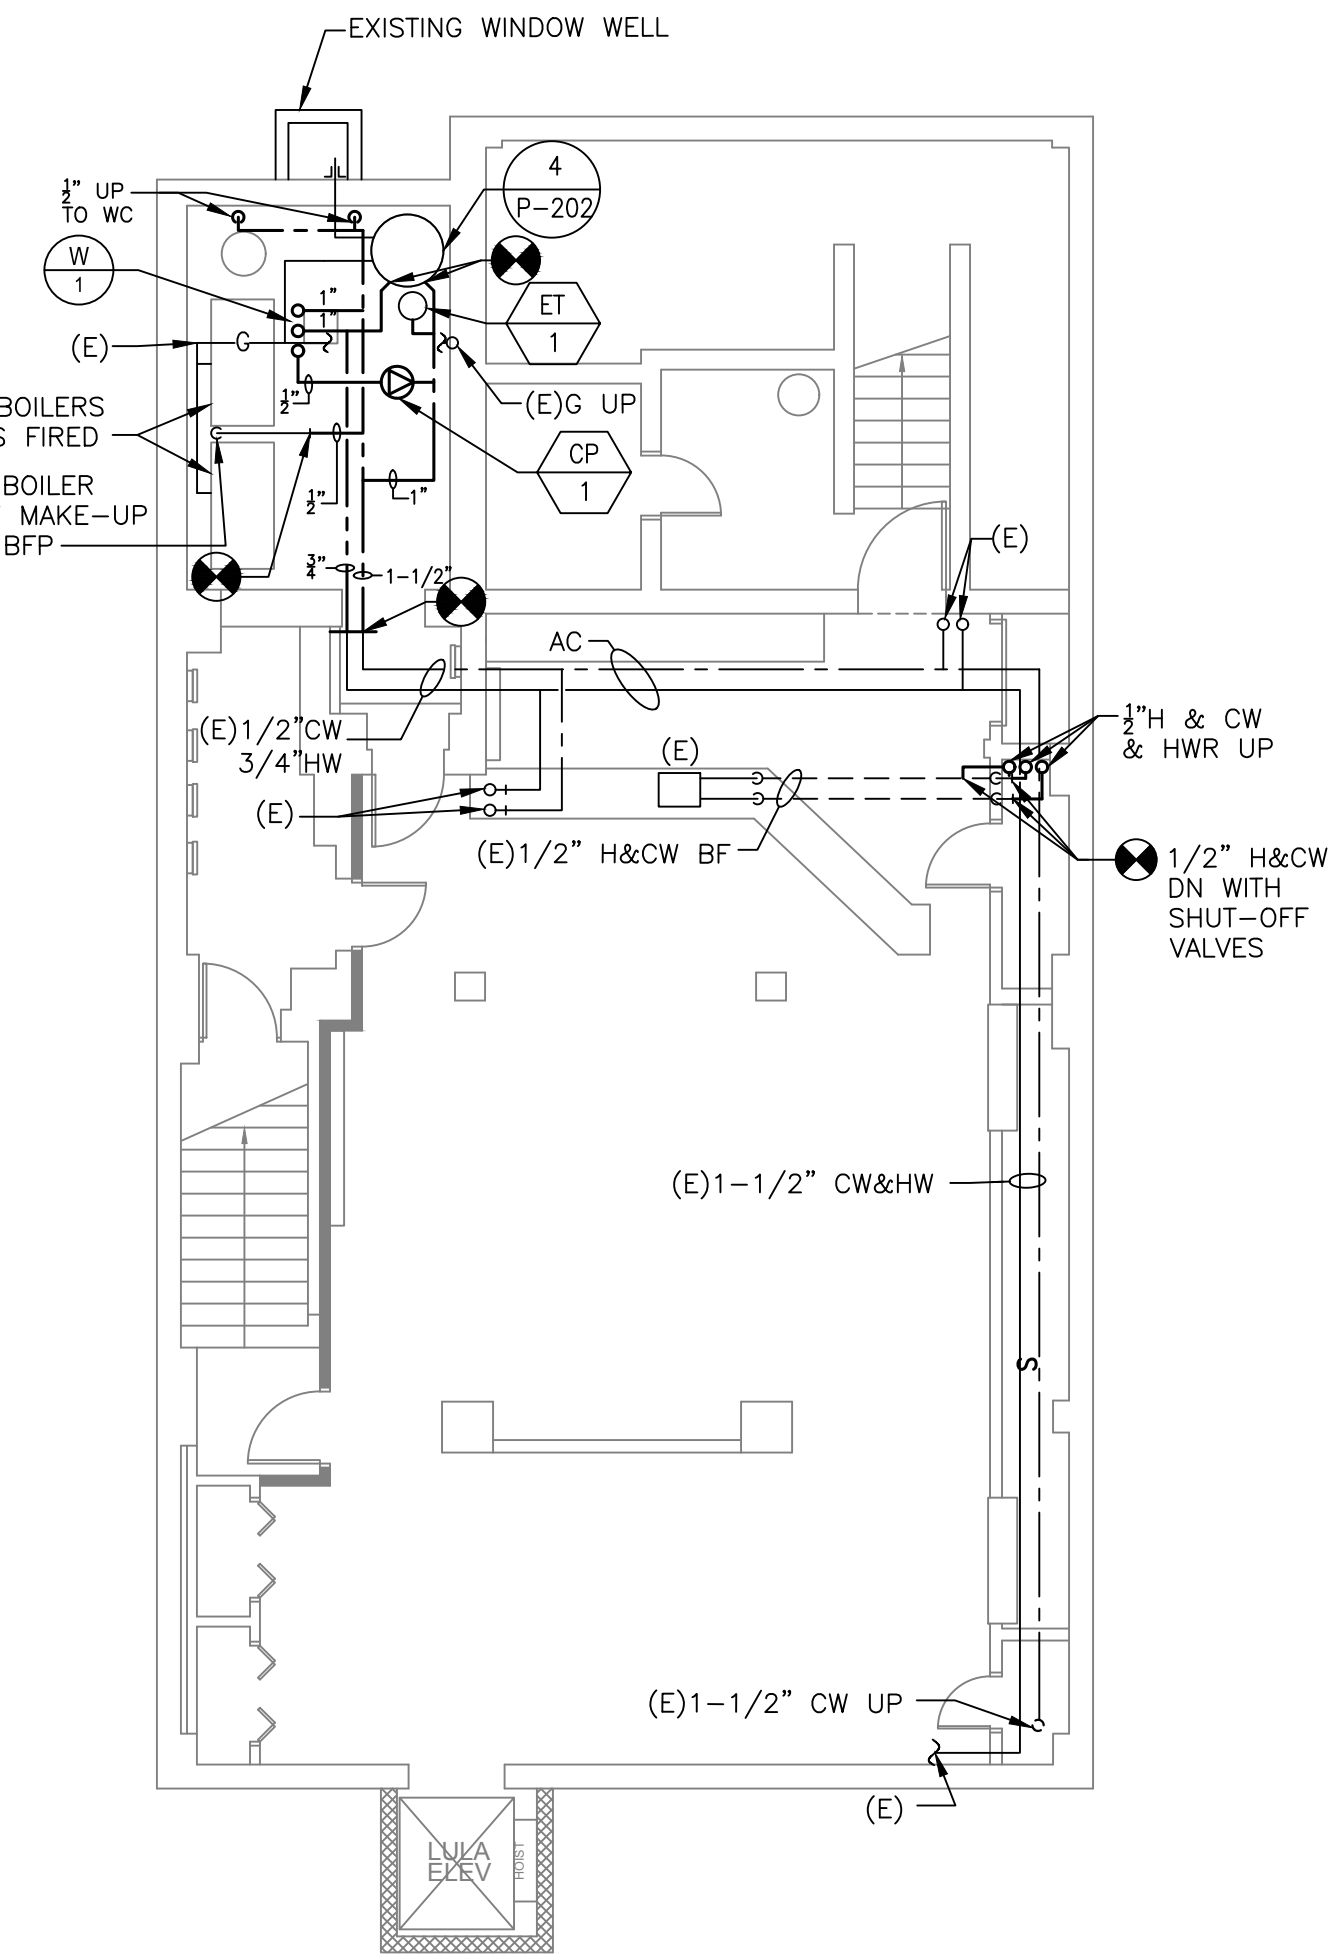 EXISTING WINDOW WELL
4
P-202
1/2" UP
TO WC
W
1
1"
1"
ET
1
(E)
G
1/2"
(E)G UP
BOILERS
S FIRED
CP
1
BOILER
MAKE-UP
BFP
1/2"
1"
3/4"
1-1/2"
(E)
AC
(E)1/2"CW
3/4"HW
1/2"H & CW
& HWR UP
(E)
(E)
(E)1/2" H&CW BF
1/2" H&CW
DN WITH
SHUT-OFF
VALVES
(E)1-1/2" CW&HW
S
(E)1-1/2" CW UP
(E)
LULA
ELEV
HOIST